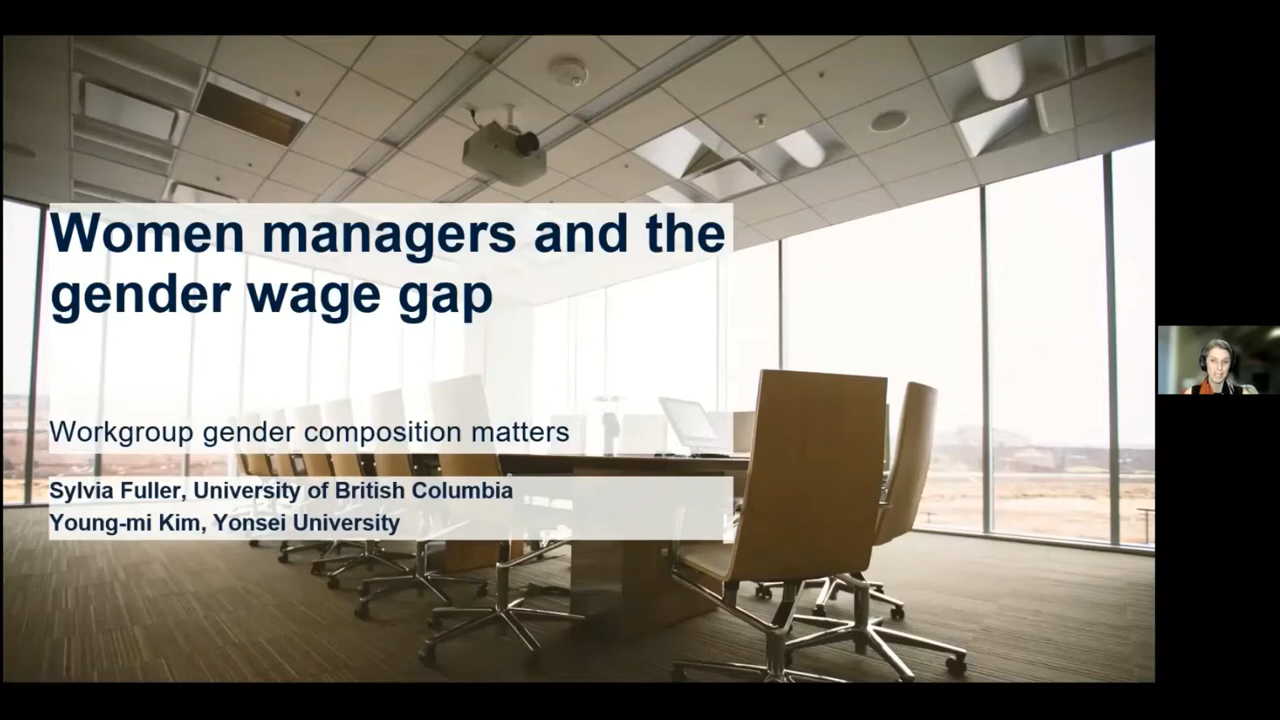 Women managers and the
gender wage gap
Workgroup gender composition matters
Sylvia Fuller, University of British Columbia
Young-mi Kim, Yonsei University